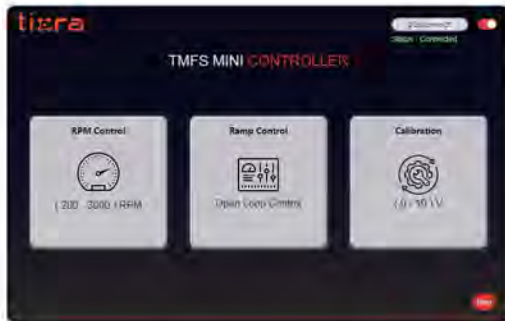 tiera
Disconnect
Status : Connected
TMFS MINI CONTROLLER
RPM Control
Ramp Control
Calibration
( 200 - 3000 ) RPM
Open Loop Control
( 0 - 10 ) V